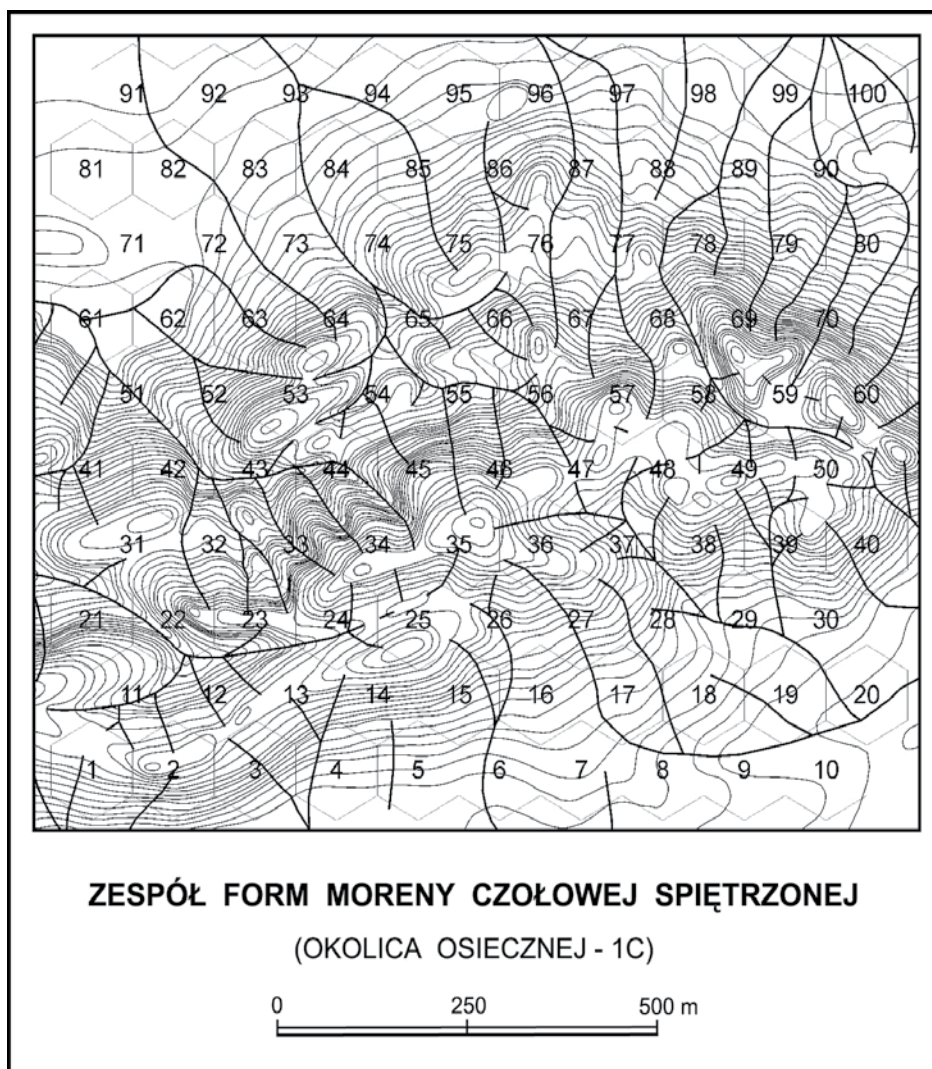 91 92 93 94 95 96 97 98 99 100
81 82 83 84 85 86 87 88 89 90
71 72 73 74 75 76 77 78 79 80
61 62 63 64 65 66 67 68 69 70
51 52 53 54 55 56 57 58 59 60
41 42 43 44 45 46 47 48 49 50
31 32 33 34 35 36 37 38 39 40
21 22 23 24 25 26 27 28 29 30
11 12 13 14 15 16 17 18 19 20
1 2 3 4 5 6 7 8 9 10
ZESPÓŁ FORM MORENY CZOŁOWEJ SPIĘTRZONEJ
(OKOLICA OSIECZNEJ - 1C)
0 250 500 m